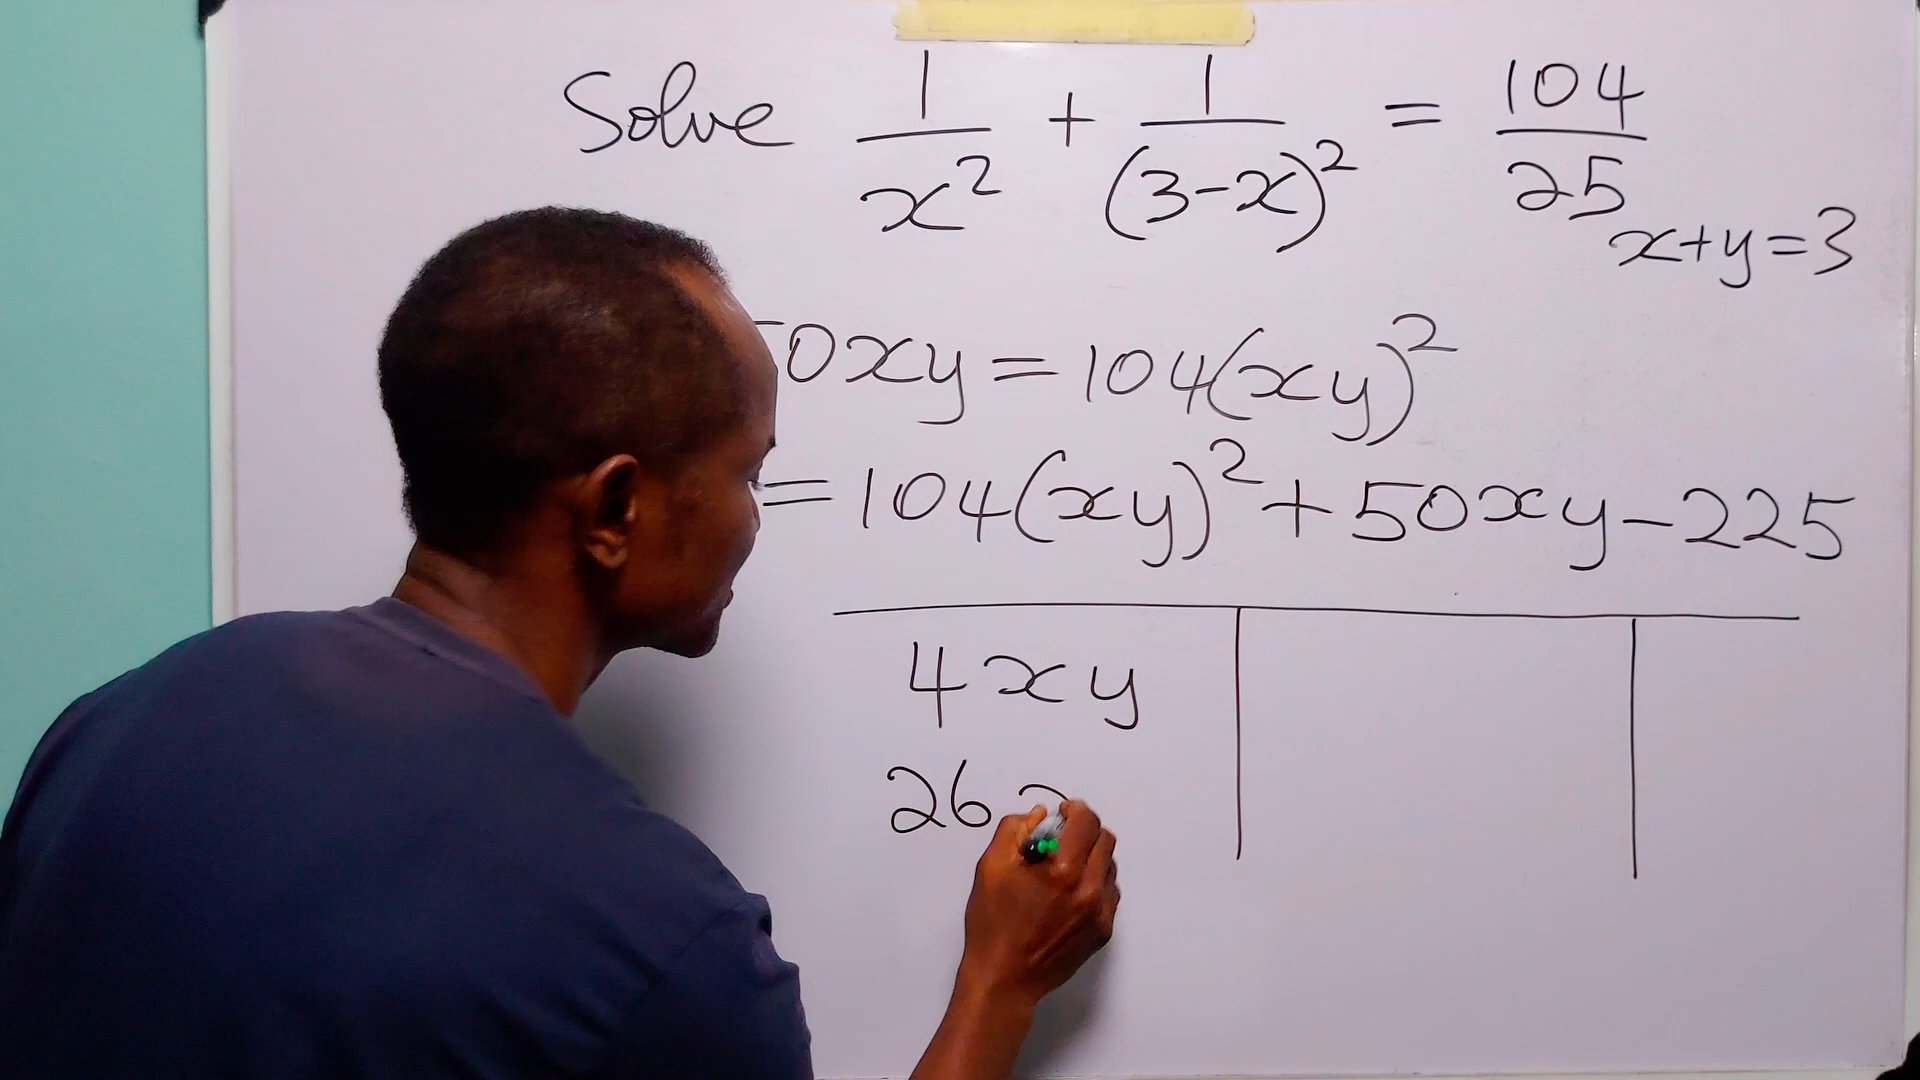 Solve 1/x² + 1/(3-x)² = 104/25
x+y=3
50xy = 104(xy)²
= 104(xy)² + 50xy - 225
4xy
26